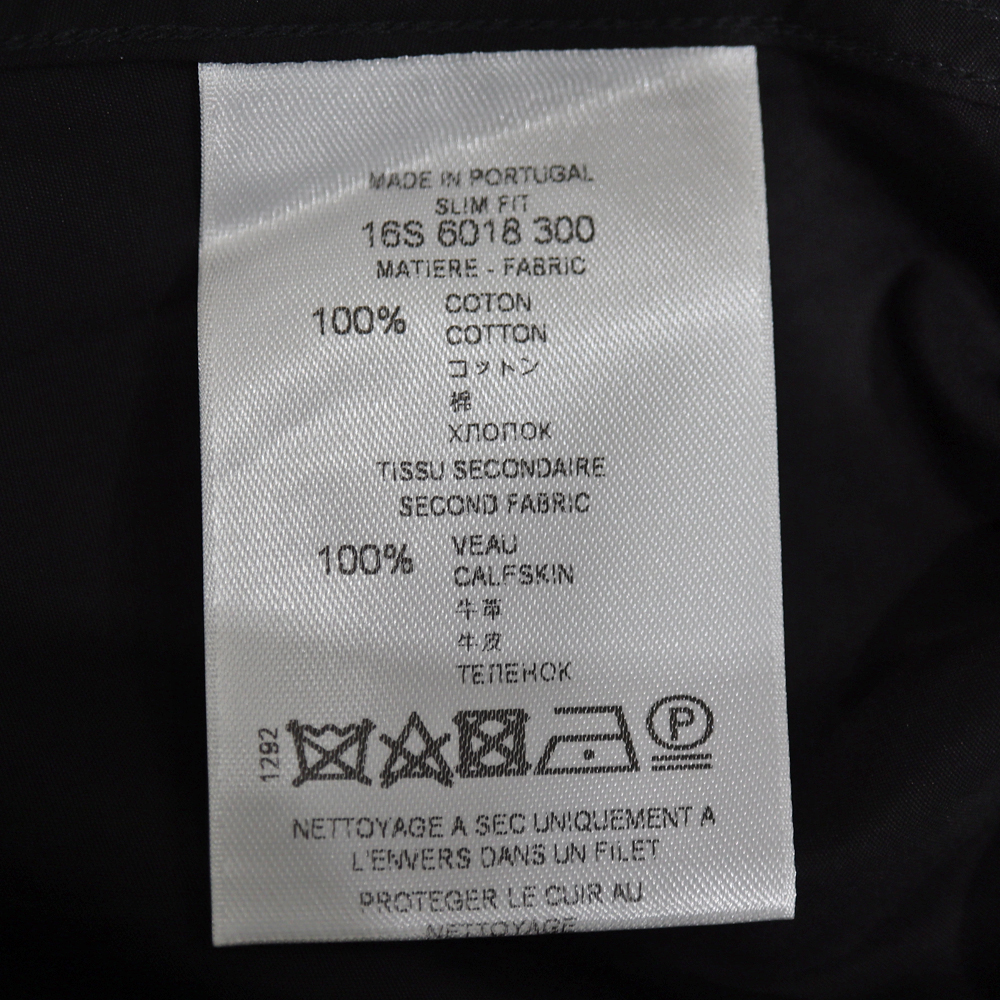 MADE IN PORTUGAL
SLIM FIT
16S 6018 300
MATIERE - FABRIC
100% COTON
COTTON
コットン
棉
ХЛОПОК
TISSU SECONDAIRE
SECOND FABRIC
100% VEAU
CALFSKIN
牛革
牛皮
ТЕЛЕНОК
1292
P
NETTOYAGE A SEC UNIQUEMENT A
L'ENVERS DANS UN FILET
PROTEGER LE CUIR AU
NETTOYAGE